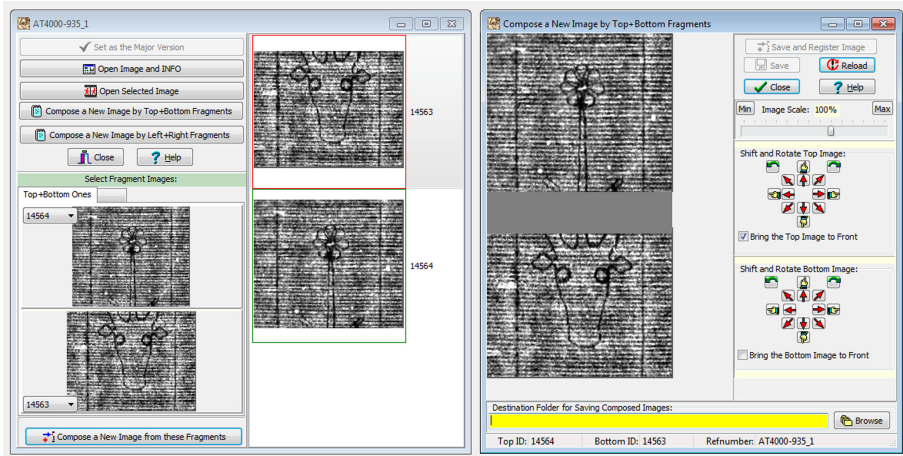 AT4000-935_1
Set as the Major Version
Open Image and INFO
Open Selected Image
Compose a New Image by Top+Bottom Fragments
Compose a New Image by Left+Right Fragments
Close
Help
Select Fragment Images:
Top+Bottom Ones
14564
14563
Compose a New Image from these Fragments
14563
14564
Compose a New Image by Top+Bottom Fragments
Save and Register Image
Save
Reload
Close
Help
Min
Image Scale: 100%
Max
Shift and Rotate Top Image:
Bring the Top Image to Front
Shift and Rotate Bottom Image:
Bring the Bottom Image to Front
Destination Folder for Saving Composed Images:
Browse
Top ID: 14564
Bottom ID: 14563
Refnumber: AT4000-935_1